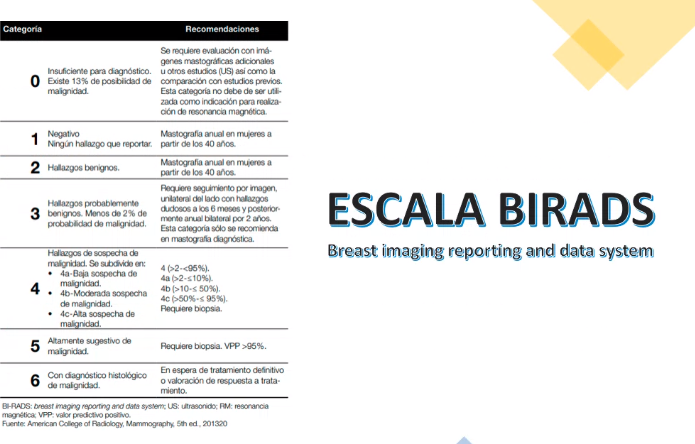 Categoría Recomendaciones
0
Insuficiente para diagnóstico.
Existe 13% de posibilidad de
malignidad.
Se requiere evaluación con imá-
genes mastográficas adicionales
u otros estudios (US) así como la
comparación con estudios previos.
Esta categoría no debe de ser utili-
zada como indicación para realiza-
ción de resonancia magnética.
1
Negativo
Ningún hallazgo que reportar.
Mastografía anual en mujeres a
partir de los 40 años.
2
Hallazgos benignos.
Mastografía anual en mujeres a
partir de los 40 años.
3
Hallazgos probablemente
benignos. Menos de 2% de
probabilidad de malignidad.
Requiere seguimiento por imagen,
unilateral del lado con hallazgos
dudosos a los 6 meses y posterior-
mente anual bilateral por 2 años.
Esta categoría sólo se recomienda
en mastografía diagnóstica.
4
Hallazgos de sospecha de
malignidad. Se subdivide en:
• 4a-Baja sospecha de
malignidad.
• 4b-Moderada sospecha
de malignidad.
• 4c-Alta sospecha de
malignidad.
4 (>2-<95%).
4a (>2-≤10%).
4b (>10-≤ 50%).
4c (>50%-≤ 95%).
Requiere biopsia.
5
Altamente sugestivo de
malignidad.
Requiere biopsia. VPP >95%.
6
Con diagnóstico histológico
de malignidad.
En espera de tratamiento definitivo
o valoración de respuesta a trata-
miento.
BI-RADS: breast imaging reporting and data system; US: ultrasonido; RM: resonancia
magnética; VPP: valor predictivo positivo.
Fuente: American College of Radiology, Mammography, 5th ed., 201320
ESCALA BIRADS
Breast imaging reporting and data system